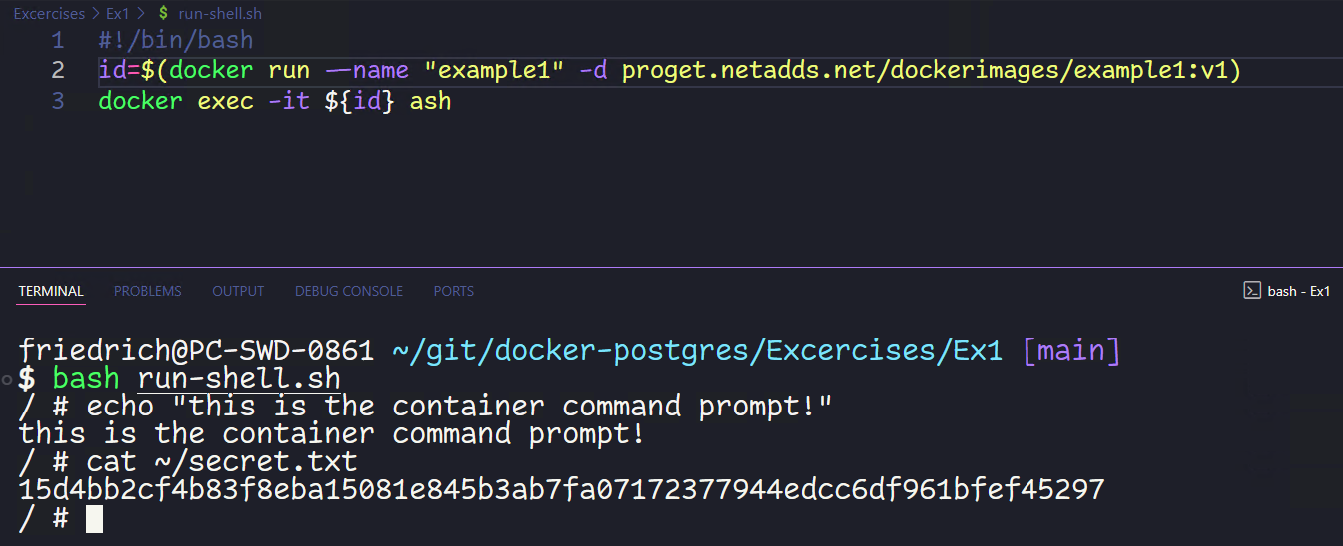 Excercises > Ex1 > $ run-shell.sh
1 #!/bin/bash
2 id=$(docker run --name "example1" -d proget.netadds.net/dockerimages/example1:v1)
3 docker exec -it ${id} ash
TERMINAL PROBLEMS OUTPUT DEBUG CONSOLE PORTS bash - Ex1
friedrich@PC-SWD-0861 ~/git/docker-postgres/Excercises/Ex1 [main]
$ bash run-shell.sh
/ # echo "this is the container command prompt!"
this is the container command prompt!
/ # cat ~/secret.txt
15d4bb2cf4b83f8eba15081e845b3ab7fa07172377944edcc6df961bfef45297
/ #